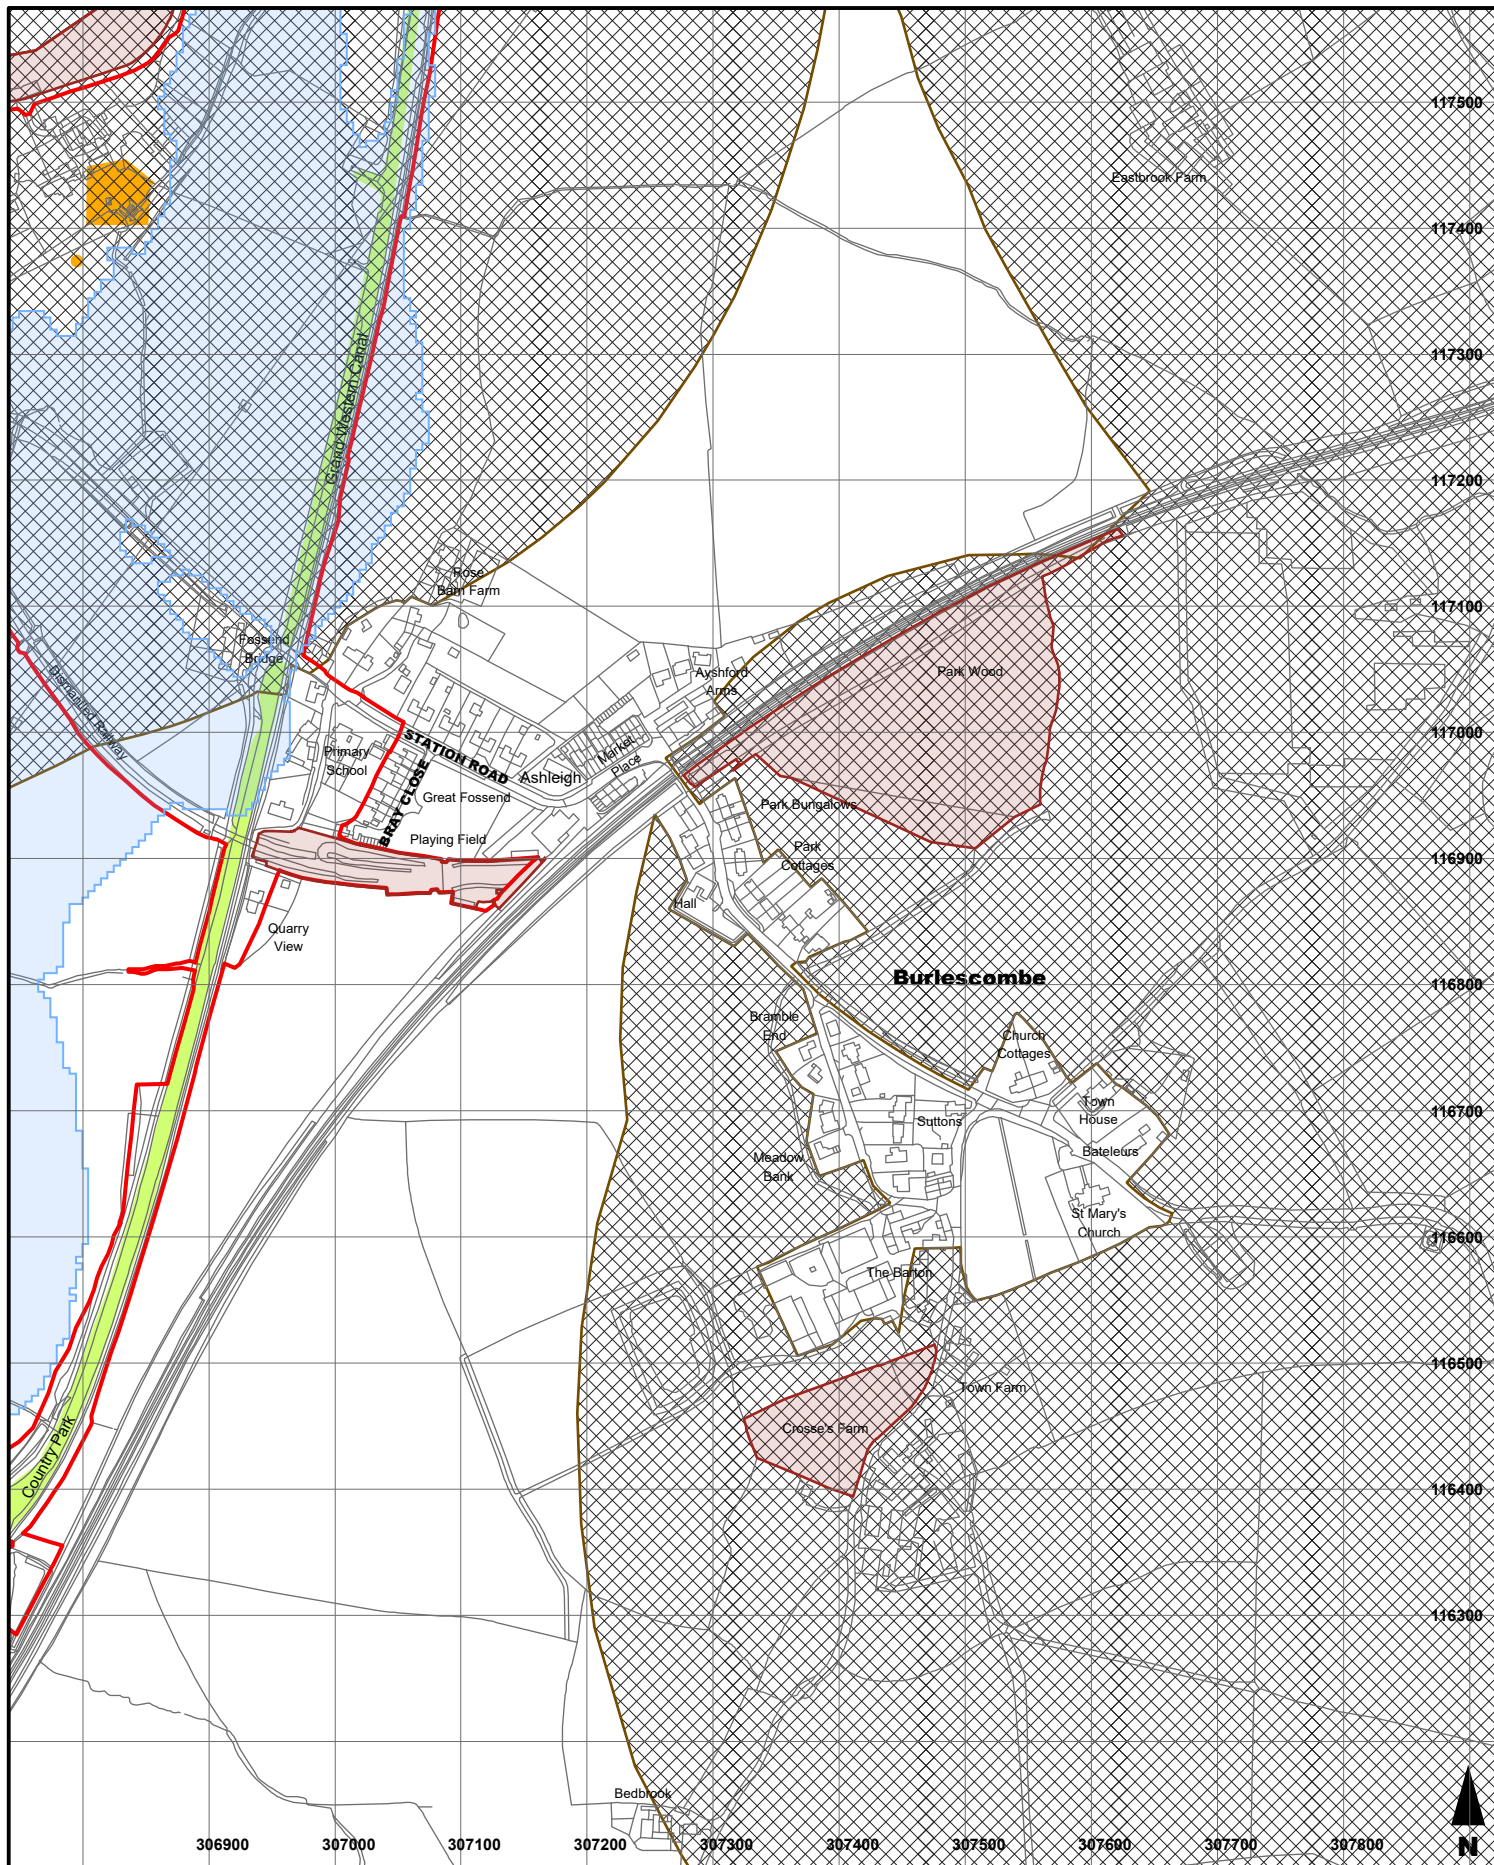 117500
Eastbrook Farm
117400
117300
Grand Western Canal
117200
Rose
Barn Farm
117100
Fossend
Bridge
Ayshford
Arms
Park Wood
Dismantled Railway
117000
STATION ROAD
Market
Place
Primary
School
Ashleigh
BRAY CLOSE
Great Fossend
Park Bungalows
Playing Field
Park
Cottages
116900
Hall
Quarry
View
Burlescombe
116800
Bramble
End
Church
Cottages
Town
House
116700
Suttons
Bateleurs
Meadow
Bank
St Mary's
Church
116600
The Barton
116500
Town Farm
Crosse's Farm
Country Park
116400
116300
Bedbrook
306900 307000 307100 307200 307300 307400 307500 307600 307700 307800
N